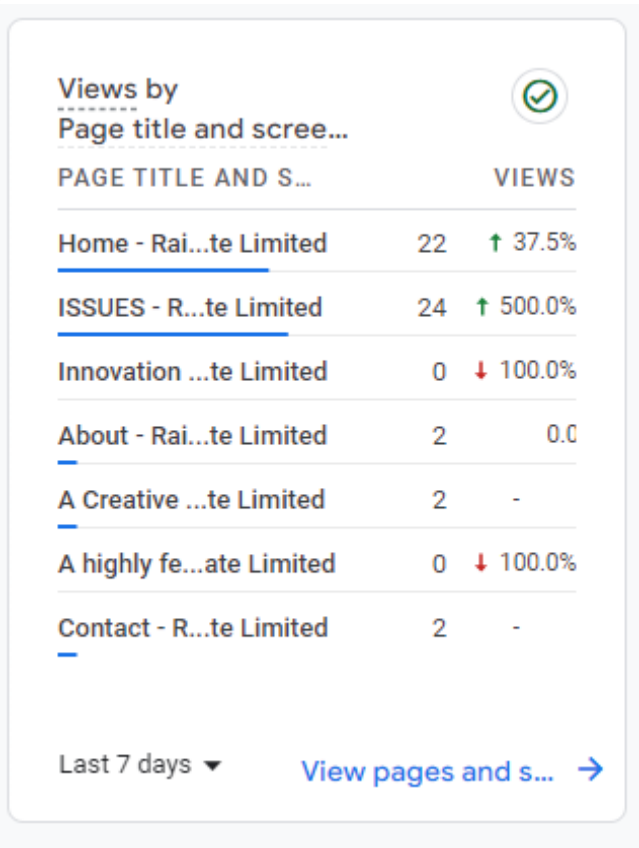 Views by
Page title and scree...
PAGE TITLE AND S... VIEWS
Home - Rai...te Limited 22 ↑ 37.5%
ISSUES - R...te Limited 24 ↑ 500.0%
Innovation ...te Limited 0 ↓ 100.0%
About - Rai...te Limited 2 0.0
A Creative ...te Limited 2 -
A highly fe...ate Limited 0 ↓ 100.0%
Contact - R...te Limited 2 -
Last 7 days View pages and s... →